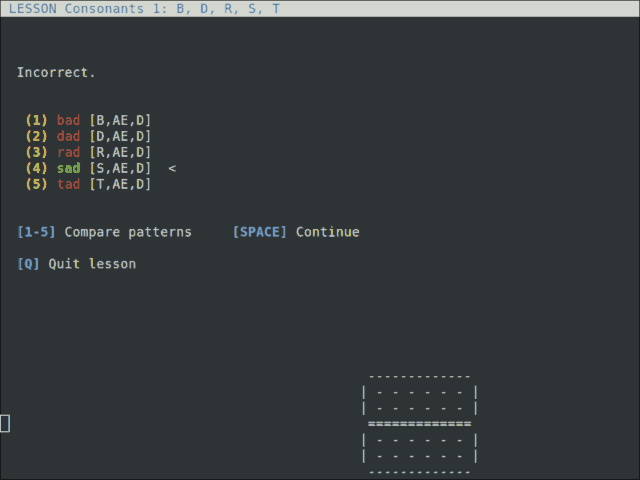 LESSON Consonants 1: B, D, R, S, T
Incorrect.
(1) bad [B,AE,D]
(2) dad [D,AE,D]
(3) rad [R,AE,D]
(4) sad [S,AE,D] <
(5) tad [T,AE,D]
[1-5] Compare patterns [SPACE] Continue
[Q] Quit lesson
-------------
| - - - - - - |
| - - - - - - |
=============
| - - - - - - |
| - - - - - - |
-------------